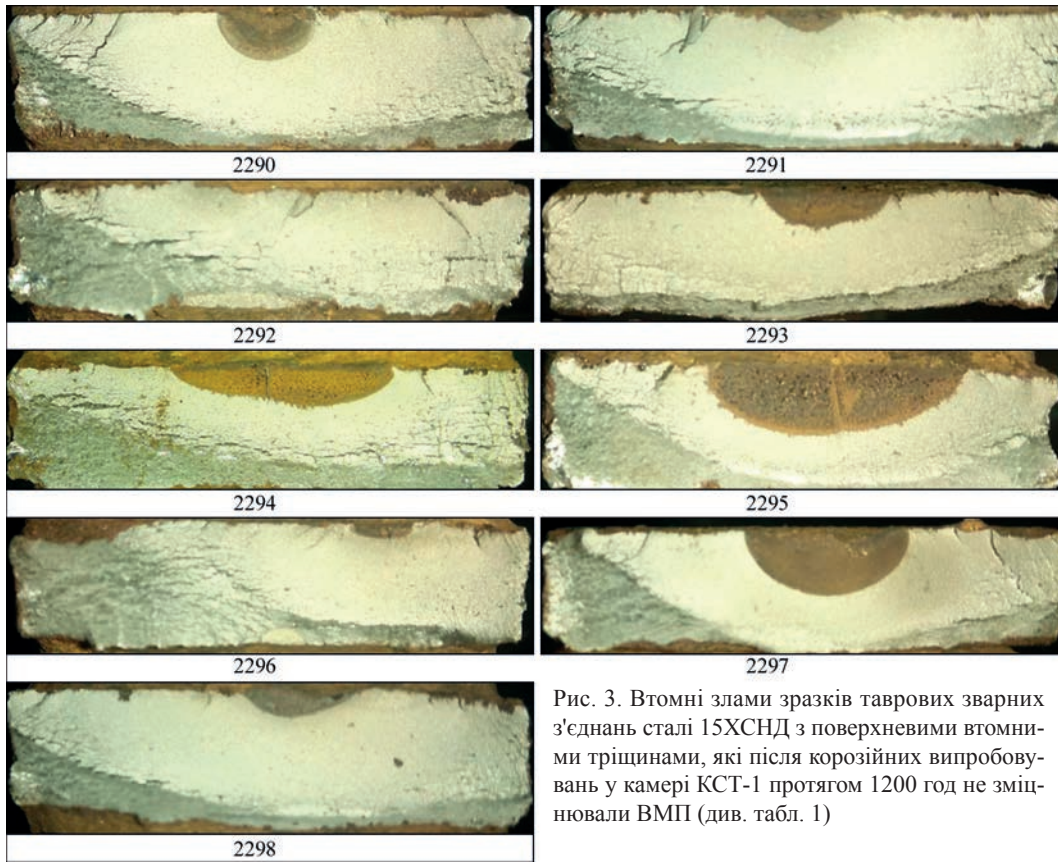 2290
2291
2292
2293
2294
2295
2296
2297
2298
Рис. 3. Втомні злами зразків таврових зварних
з'єднань сталі 15ХСНД з поверхневими втомни-
ми тріщинами, які після корозійних випробову-
вань у камері КСТ-1 протягом 1200 год не зміц-
нювали ВМП (див. табл. 1)